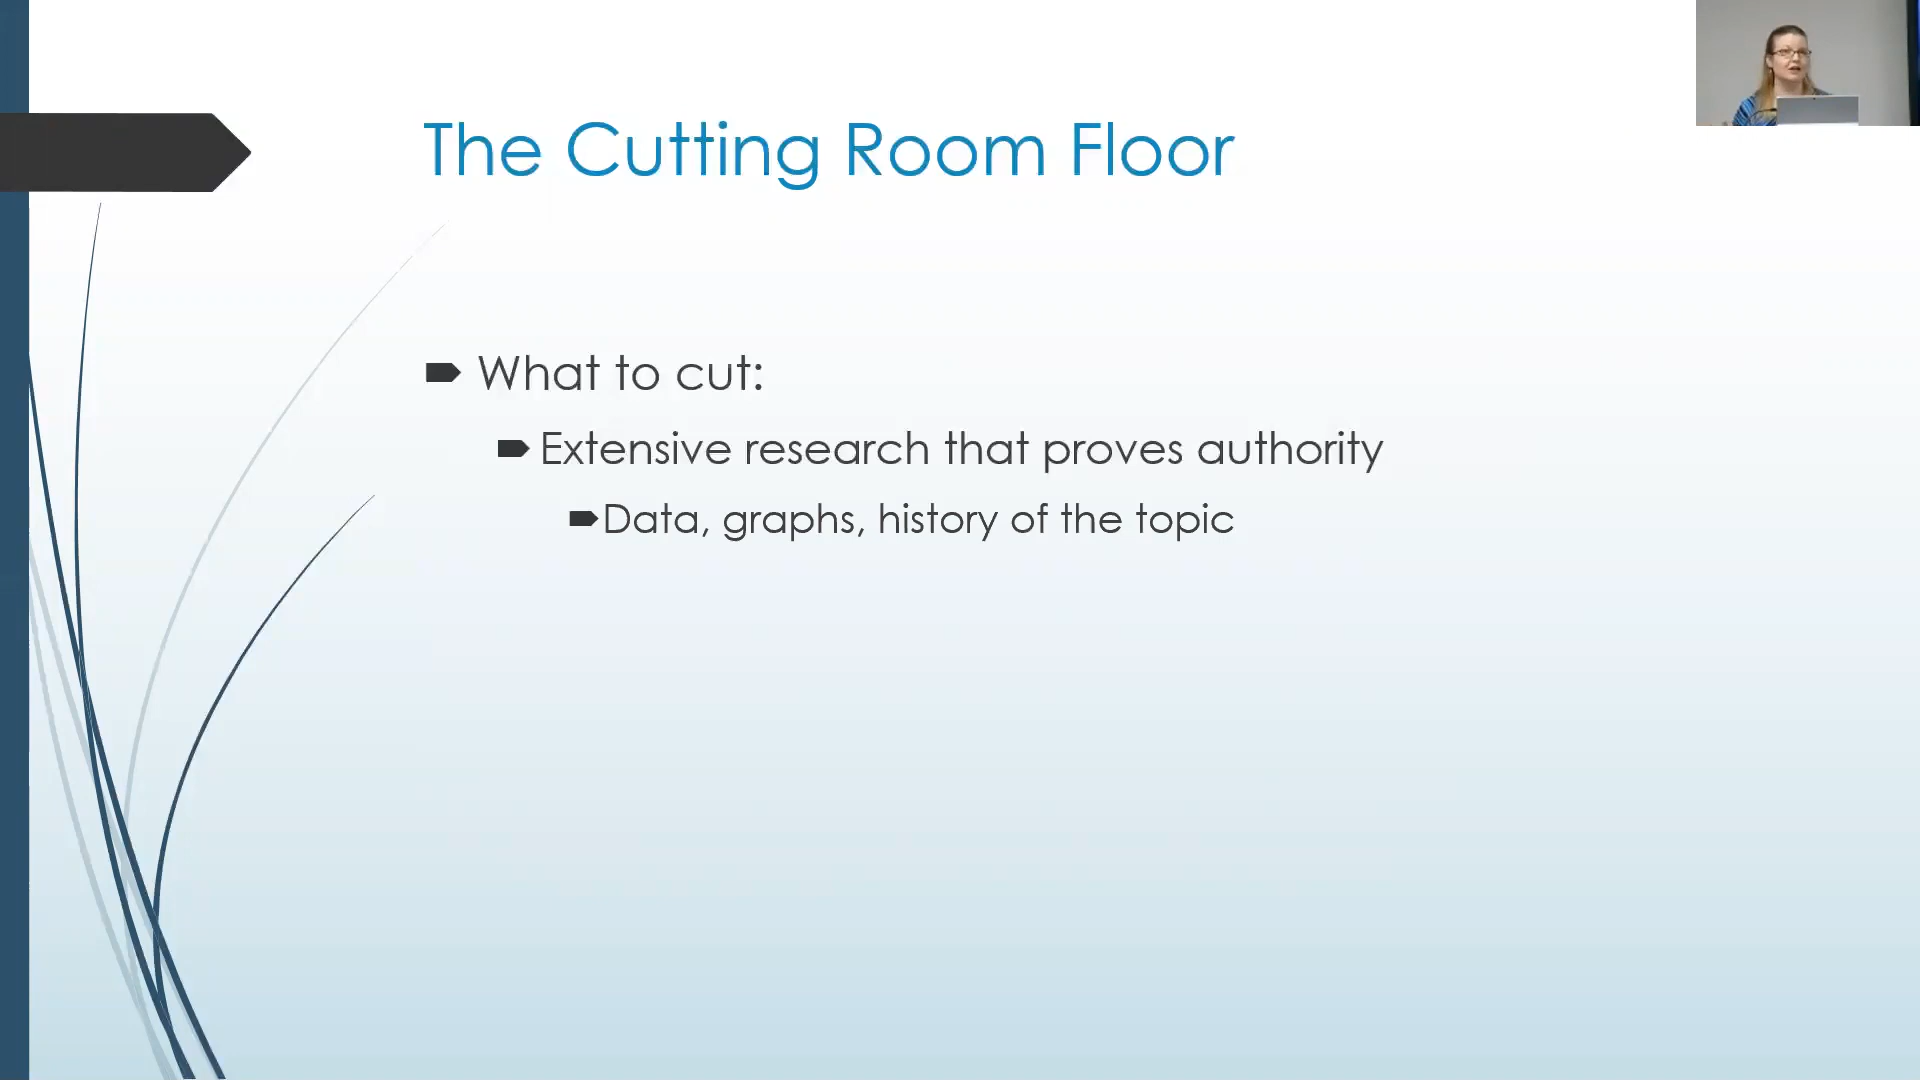 The Cutting Room Floor
What to cut:
Extensive research that proves authority
Data, graphs, history of the topic